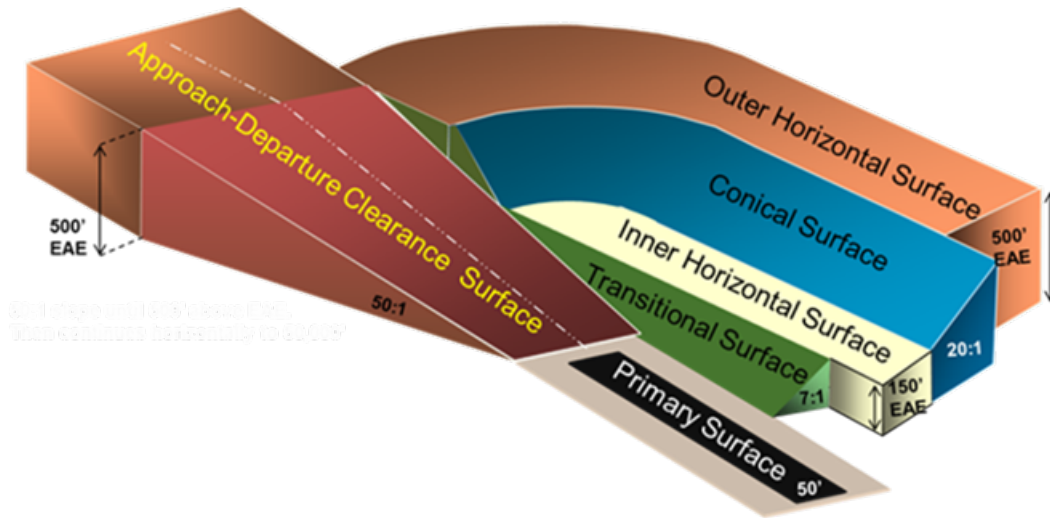 Approach-Departure Clearance Surface
Outer Horizontal Surface
Conical Surface
Inner Horizontal Surface
Transitional Surface
Primary Surface
50'
500'
EAE
50:1
500'
EAE
20:1
150'
EAE
7:1